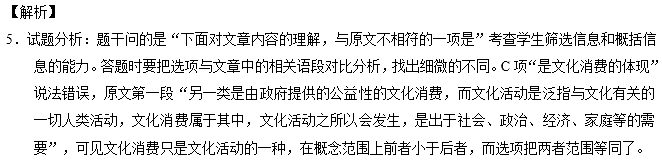 【解析】
5．试题分析：题干问的是“下面对文章内容的理解，与原文不相符的一项是”考查学生筛选信息和概括信
息的能力。答题时要把选项与文章中的相关语段对比分析，找出细微的不同。C 项“是文化消费的体现”
说法错误，原文第一段“另一类是由政府提供的公益性的文化消费，而文化活动是泛指与文化有关的
一切人类活动，文化消费属于其中，文化活动之所以会发生，是出于社会、政治、经济、家庭等的需
要”，可见文化消费只是文化活动的一种，在概念范围上前者小于后者，而选项把两者范围等同了。